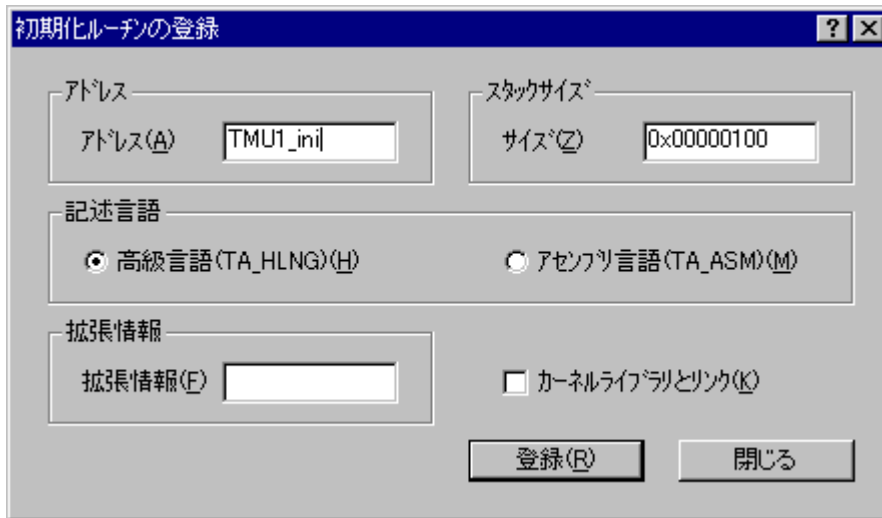 初期化ﾙｰﾁﾝの登録
ｱﾄﾞﾚｽ
ｱﾄﾞﾚｽ(A)
TMU1_ini
ｽﾀｯｸｻｲｽﾞ
ｻｲｽﾞ(Z)
0x00000100
記述言語
高級言語(TA_HLNG)(H)
ｱｾﾝﾌﾞﾘ言語(TA_ASM)(M)
拡張情報
拡張情報(F)
ｶｰﾈﾙﾗｲﾌﾞﾗﾘとﾘﾝｸ(K)
登録(R)
閉じる